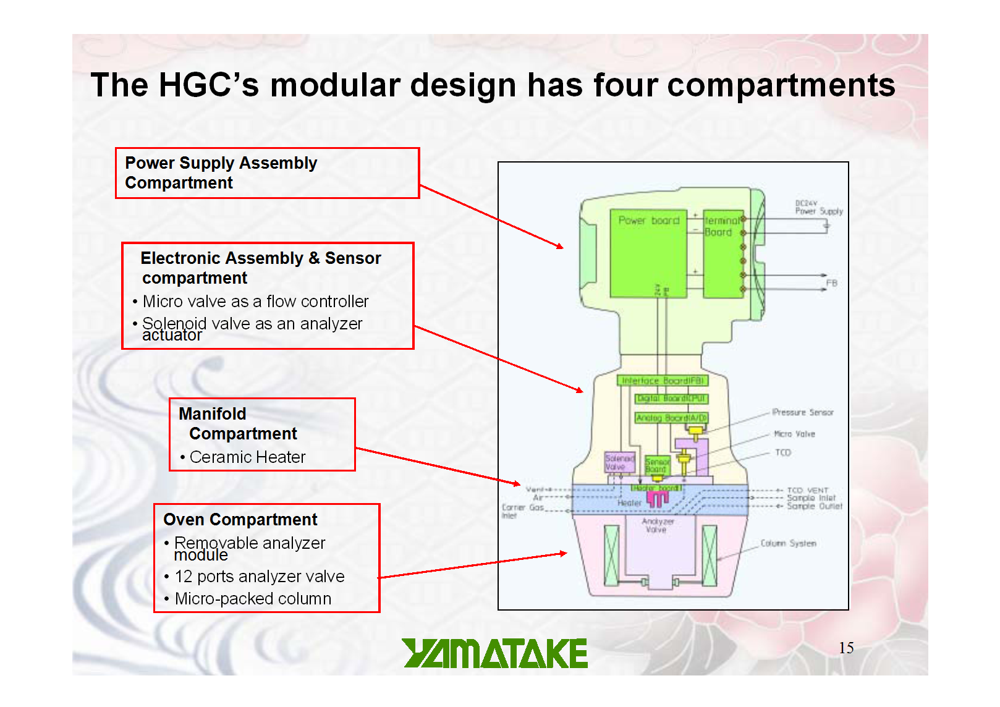 The HGC’s modular design has four compartments
Power Supply Assembly
Compartment
Electronic Assembly & Sensor
compartment
• Micro valve as a flow controller
• Solenoid valve as an analyzer
actuator
Manifold
Compartment
• Ceramic Heater
Oven Compartment
• Removable analyzer
module
• 12 ports analyzer valve
• Micro-packed column
DC24V
Power Supply
Power board
+
−
+
Terminal
Board
24V
FB
FB
Interface Board(FB)
Digital Board(CPU)
Analog Board(A/D)
Pressure Sensor
Micro Valve
TCD
Solenoid
Valve
Sensor
Board
Heater board
Heater
Vent
Air
Carrier Gas
Inlet
TCD VENT
Sample Inlet
Sample Outlet
Analyzer
Valve
Column System
YAMATAKE
15